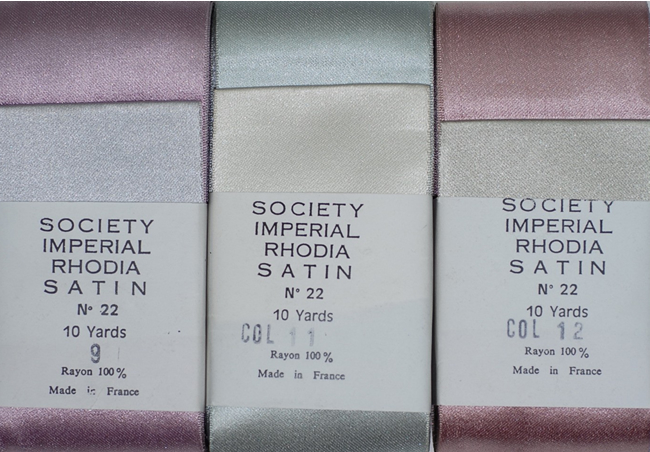 SOCIETY
IMPERIAL
RHODIA
SATIN
N° 22
10 Yards
9
Rayon 100%
Made in France
SOCIETY
IMPERIAL
RHODIA
SATIN
N° 22
10 Yards
COL 11
Rayon 100%
Made in France
SOCIETY
IMPERIAL
RHODIA
SATIN
N° 22
10 Yards
COL 12
Rayon 100%
Made in France